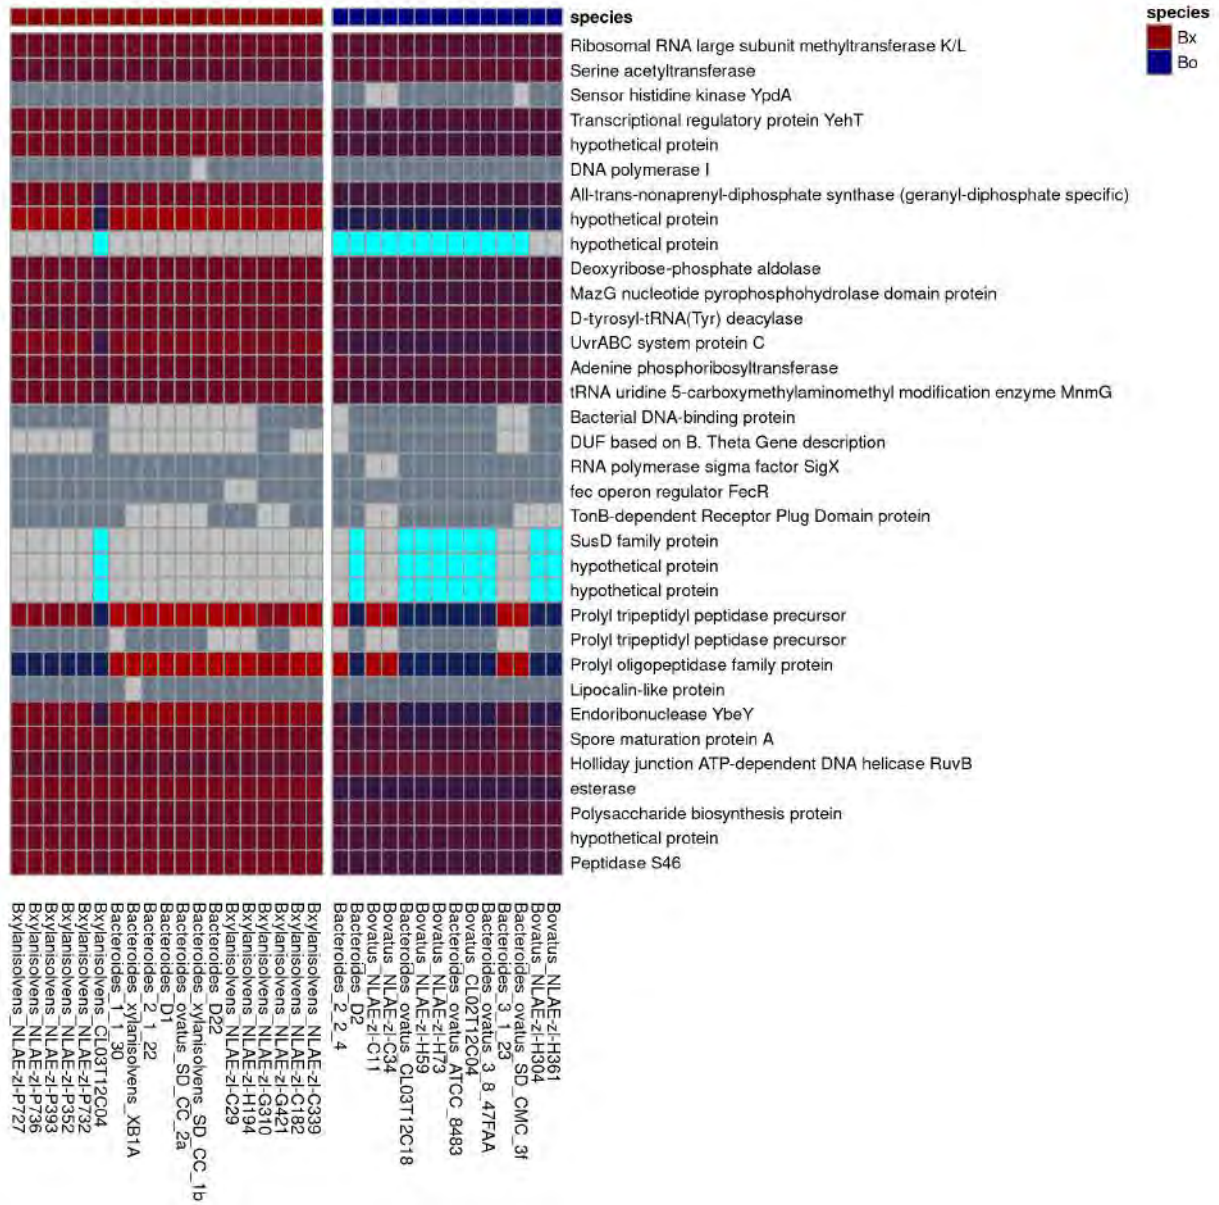 species
species
Bx
Bo
Ribosomal RNA large subunit methyltransferase K/L
Serine acetyltransferase
Sensor histidine kinase YpdA
Transcriptional regulatory protein YehT
hypothetical protein
DNA polymerase I
All-trans-nonaprenyl-diphosphate synthase (geranyl-diphosphate specific)
hypothetical protein
hypothetical protein
Deoxyribose-phosphate aldolase
MazG nucleotide pyrophosphohydrolase domain protein
D-tyrosyl-tRNA(Tyr) deacylase
UvrABC system protein C
Adenine phosphoribosyltransferase
tRNA uridine 5-carboxymethylaminomethyl modification enzyme MnmG
Bacterial DNA-binding protein
DUF based on B. Theta Gene description
RNA polymerase sigma factor SigX
fec operon regulator FecR
TonB-dependent Receptor Plug Domain protein
SusD family protein
hypothetical protein
hypothetical protein
Prolyl tripeptidyl peptidase precursor
Prolyl tripeptidyl peptidase precursor
Prolyl oligopeptidase family protein
Lipocalin-like protein
Endoribonuclease YbeY
Spore maturation protein A
Holliday junction ATP-dependent DNA helicase RuvB
esterase
Polysaccharide biosynthesis protein
hypothetical protein
Peptidase S46
Bxylanisolvens_NLAE-zl-P727
Bxylanisolvens_NLAE-zl-P736
Bxylanisolvens_NLAE-zl-P393
Bxylanisolvens_NLAE-zl-P352
Bxylanisolvens_NLAE-zl-P732
Bxylanisolvens_CL03T12C04
Bacteroides_1_1_30
Bacteroides_xylanisolvens_XB1A
Bacteroides_2_1_22
Bacteroides_D1
Bacteroides_ovatus_SD_CC_2a
Bacteroides_xylanisolvens_SD_CC_1b
Bacteroides_D22
Bxylanisolvens_NLAE-zl-C29
Bxylanisolvens_NLAE-zl-H194
Bxylanisolvens_NLAE-zl-G310
Bxylanisolvens_NLAE-zl-G421
Bxylanisolvens_NLAE-zl-C182
Bxylanisolvens_NLAE-zl-C339
Bacteroides_2_2_4
Bacteroides_D2
Bovatus_NLAE-zl-C11
Bovatus_NLAE-zl-C34
Bacteroides_ovatus_CL03T12C18
Bovatus_NLAE-zl-H59
Bovatus_NLAE-zl-H73
Bacteroides_ovatus_ATCC_8483
Bovatus_CL02T12C04
Bacteroides_ovatus_3_8_47FAA
Bacteroides_3_1_23
Bacteroides_ovatus_SD_CMC_3f
Bovatus_NLAE-zl-H304
Bovatus_NLAE-zl-H361